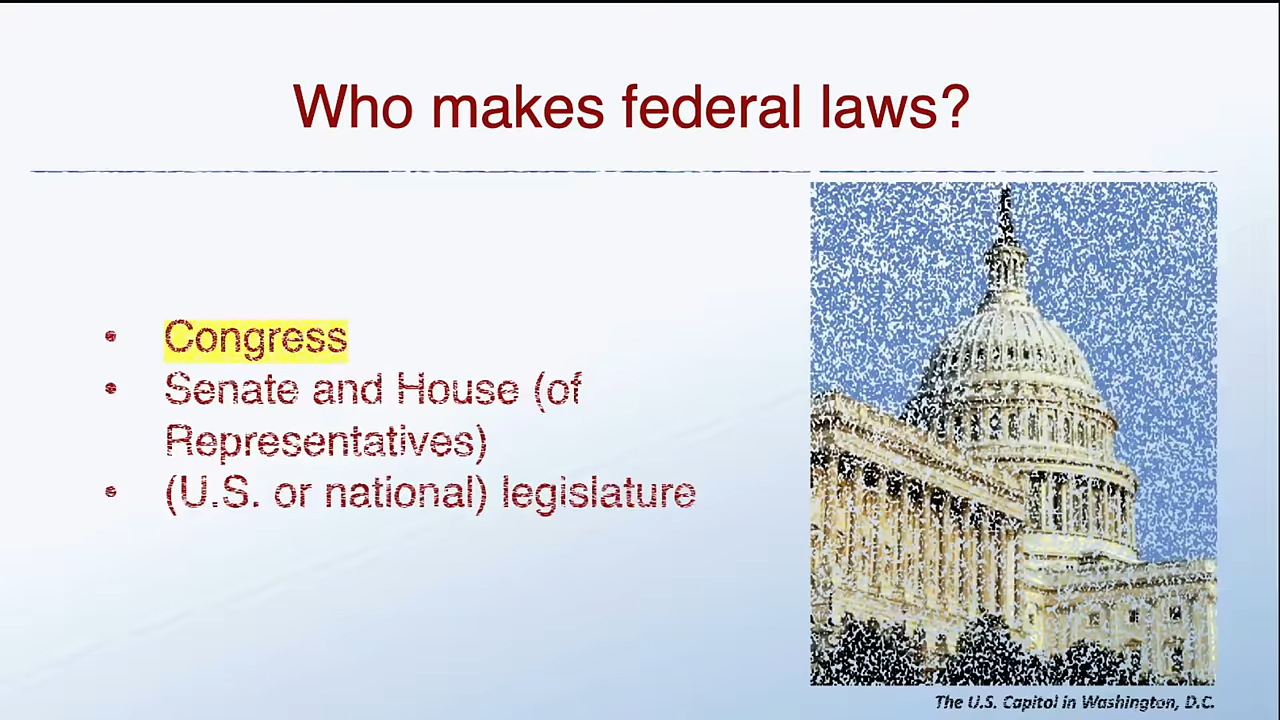 Who makes federal laws?
• Congress
• Senate and House (of
Representatives)
• (U.S. or national) legislature
The U.S. Capitol in Washington, D.C.